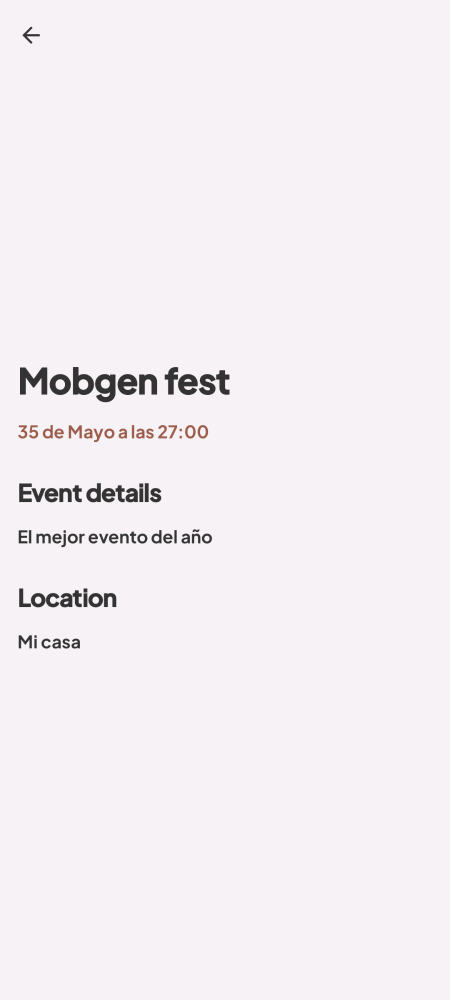 Mobgen fest
35 de Mayo a las 27:00
Event details
El mejor evento del año
Location
Mi casa